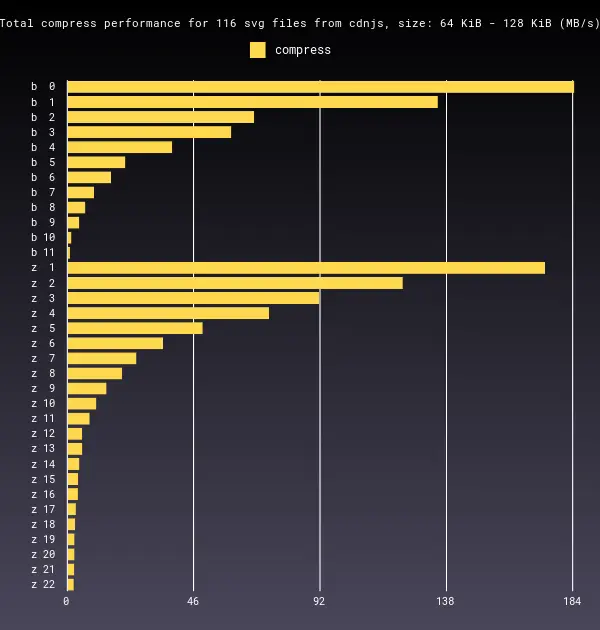 Total compress performance for 116 svg files from cdnjs, size: 64 KiB - 128 KiB (MB/s)
compress
b 0
b 1
b 2
b 3
b 4
b 5
b 6
b 7
b 8
b 9
b 10
b 11
z 1
z 2
z 3
z 4
z 5
z 6
z 7
z 8
z 9
z 10
z 11
z 12
z 13
z 14
z 15
z 16
z 17
z 18
z 19
z 20
z 21
z 22
0 46 92 138 184